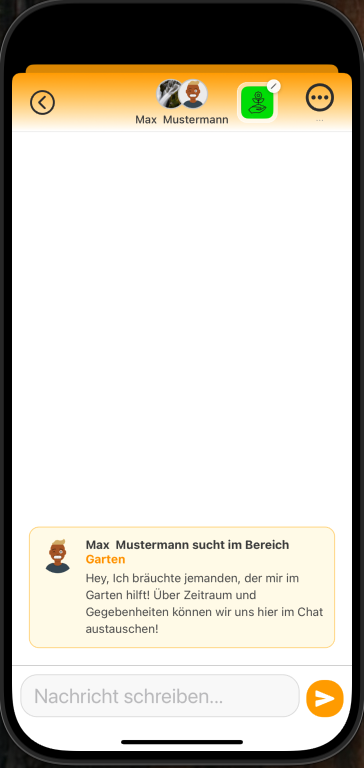 Max  Mustermann
...
Max  Mustermann sucht im Bereich
Garten
Hey, Ich bräuchte jemanden, der mir im
Garten hilft! Über Zeitraum und
Gegebenheiten können wir uns hier im Chat
austauschen!
Nachricht schreiben...